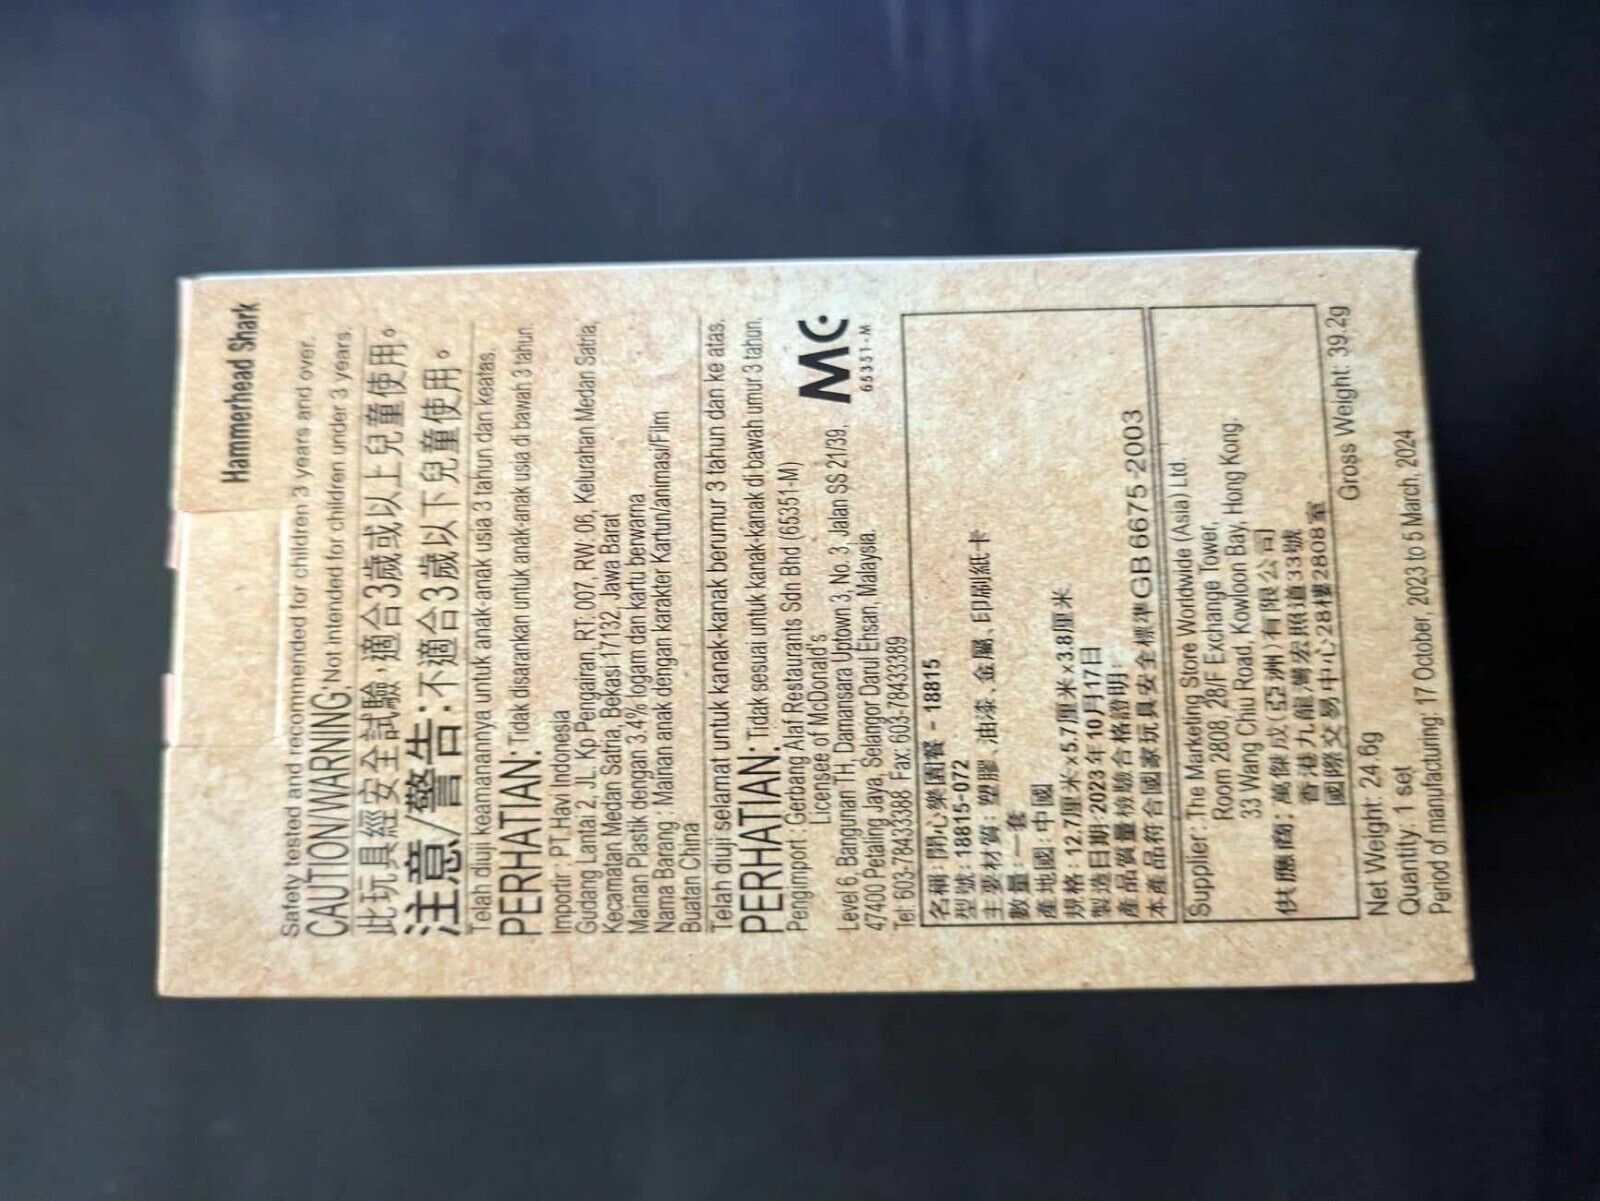 Hammerhead Shark
Safety tested and recommended for children 3 years and over.
CAUTION/WARNING: Not intended for children under 3 years.
此玩具經安全試驗,適合3歲或以上兒童使用。
注意/警告:不適合3歲以下兒童使用。
Telah diuji keamanannya untuk anak-anak usia 3 tahun dan keatas.
PERHATIAN: Tidak disarankan untuk anak-anak usia di bawah 3 tahun.
Importir : PT. Hav Indonesia
Gudang Lantai 2, JL. Kp Pengairan, RT. 007, RW. 06, Kelurahan Medan Satria,
Kecamatan Medan Satria, Bekasi 17132, Jawa Barat
Mainan Plastik dengan 3.4% logam dan kartu berwarna
Nama Barang : Mainan anak dengan karakter Kartun/animasi/Film
Buatan China
Telah diuji selamat untuk kanak-kanak berumur 3 tahun dan ke atas.
PERHATIAN: Tidak sesuai untuk kanak-kanak di bawah umur 3 tahun.
Pengimport : Gerbang Alaf Restaurants Sdn Bhd (65351-M)
Licensee of McDonald's
Level 6, Bangunan TH, Damansara Uptown 3, No. 3, Jalan SS 21/39,
47400 Petaling Jaya, Selangor Darul Ehsan, Malaysia.
Tel: 603-78433388 Fax: 603-78433389
MC
65351-M
名稱:開心樂園餐 - 18815
型號:18815-072
主要材質:塑膠、油漆、金屬、印刷紙卡
數量:一套
產地國:中國
規格:12.7厘米x5.7厘米x3.8厘米
製造日期:2023年10月17日
產品質量檢驗合格證明:
本產品符合國家玩具安全標準GB 6675-2003
Supplier: The Marketing Store Worldwide (Asia) Ltd.
Room 2808, 28/F Exchange Tower,
33 Wang Chiu Road, Kowloon Bay, Hong Kong.
供應商:萬傑成(亞洲)有限公司
香港九龍灣宏照道33號
國際交易中心28樓2808室
Net Weight: 24.6g Gross Weight: 39.2g
Quantity: 1 set
Period of manufacturing: 17 October, 2023 to 5 March, 2024